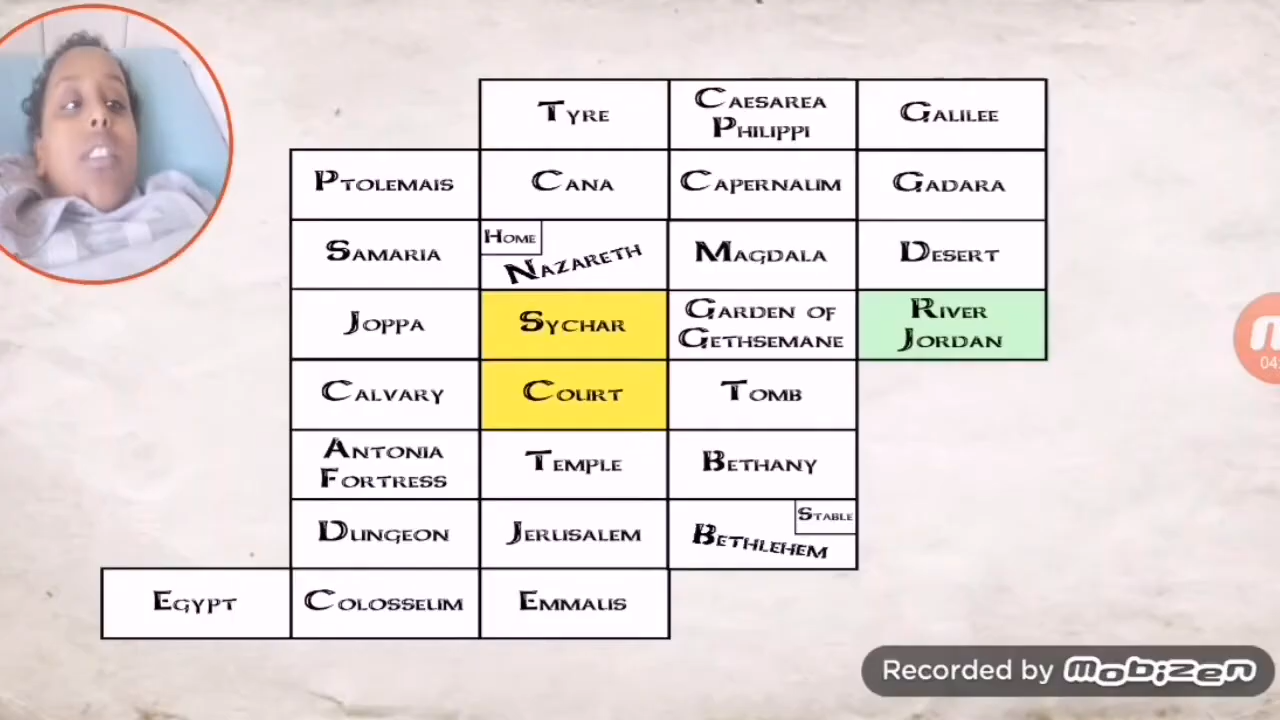 TYRE
CAESAREA
PHILIPPI
GALILEE
PTOLEMAIS
CANA
CAPERNAUM
GADARA
SAMARIA
HOME
NAZARETH
MAGDALA
DESERT
JOPPA
SYCHAR
GARDEN OF
GETHSEMANE
RIVER
JORDAN
CALVARY
COURT
TOMB
ANTONIA
FORTRESS
TEMPLE
BETHANY
DUNGEON
JERUSALEM
STABLE
BETHLEHEM
EGYPT
COLOSSEUM
EMMAUS
Recorded by mobizen